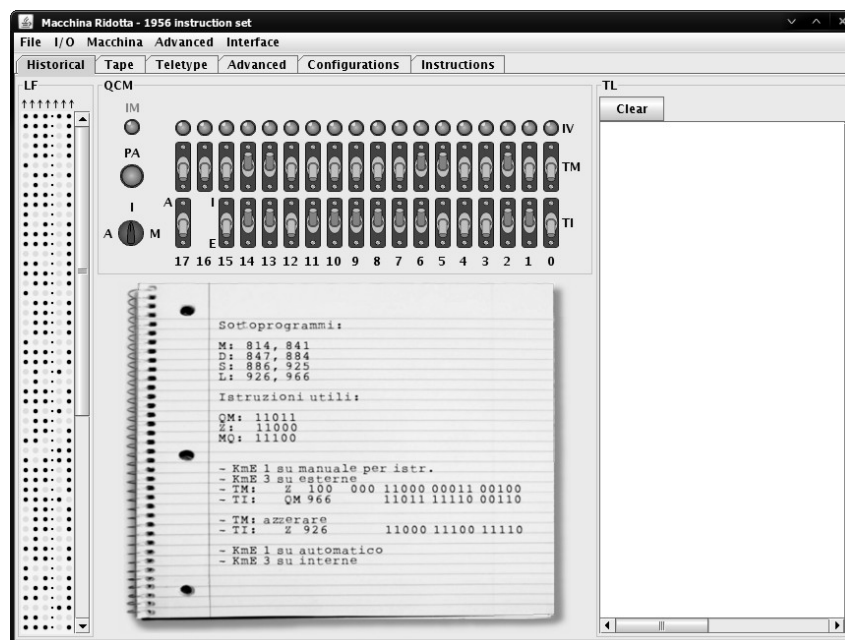 Macchina Ridotta - 1956 instruction set
File I/O Macchina Advanced Interface
Historical Tape Teletype Advanced Configurations Instructions
LF QCM TL
IM
Clear
IV
PA
TM
I
A I
A M
TI
E
17 16 15 14 13 12 11 10 9 8 7 6 5 4 3 2 1 0
Sottoprogrammi:
M: 814, 841
D: 847, 884
S: 886, 925
L: 926, 966
Istruzioni utili:
QM: 11011
Z: 11000
MQ: 11100
- KmE 1 su manuale per istr.
- KmE 3 su esterne
- TM: Z 100 000 11000 00011 00100
- TI: QM 966 11011 11110 00110
- TM: azzerare
- TI: Z 926 11000 11100 11110
- KmE 1 su automatico
- KmE 3 su interne